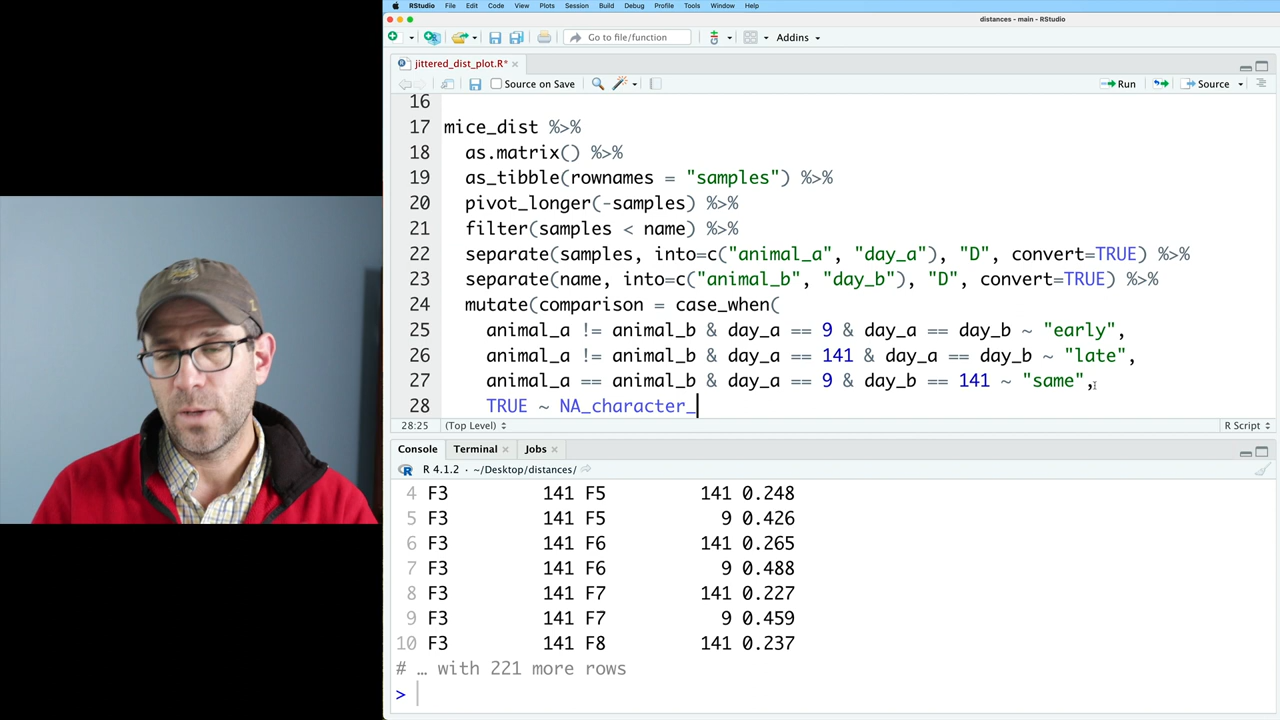 RStudio File Edit Code View Plots Session Build Debug Profile Tools Window Help
distances - main - RStudio
Go to file/function Addins
jittered_dist_plot.R*
Source on Save Run Source
16
17 mice_dist %>%
18 as.matrix() %>%
19 as_tibble(rownames = "samples") %>%
20 pivot_longer(-samples) %>%
21 filter(samples < name) %>%
22 separate(samples, into=c("animal_a", "day_a"), "D", convert=TRUE) %>%
23 separate(name, into=c("animal_b", "day_b"), "D", convert=TRUE) %>%
24 mutate(comparison = case_when(
25 animal_a != animal_b & day_a == 9 & day_a == day_b ~ "early",
26 animal_a != animal_b & day_a == 141 & day_a == day_b ~ "late",
27 animal_a == animal_b & day_a == 9 & day_b == 141 ~ "same",
28 TRUE ~ NA_character_
28:25 (Top Level) R Script
Console Terminal Jobs
R 4.1.2 · ~/Desktop/distances/
4 F3 141 F5 141 0.248
5 F3 141 F5 9 0.426
6 F3 141 F6 141 0.265
7 F3 141 F6 9 0.488
8 F3 141 F7 141 0.227
9 F3 141 F7 9 0.459
10 F3 141 F8 141 0.237
# … with 221 more rows
>